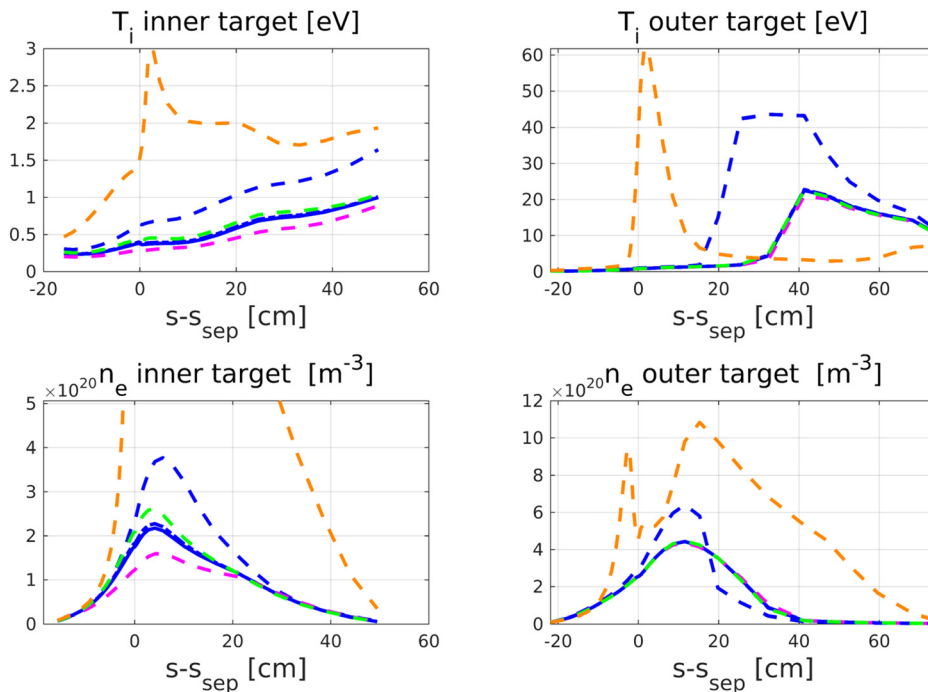 T_i inner target [eV]
3
2.5
2
1.5
1
0.5
0
-20 0 20 40 60
s-s_sep [cm]
T_i outer target [eV]
60
50
40
30
20
10
0
-20 0 20 40 60
s-s_sep [cm]
×10^20 n_e inner target [m^-3]
5
4
3
2
1
0
-20 0 20 40 60
s-s_sep [cm]
×10^20 n_e outer target [m^-3]
12
10
8
6
4
2
0
-20 0 20 40 60
s-s_sep [cm]